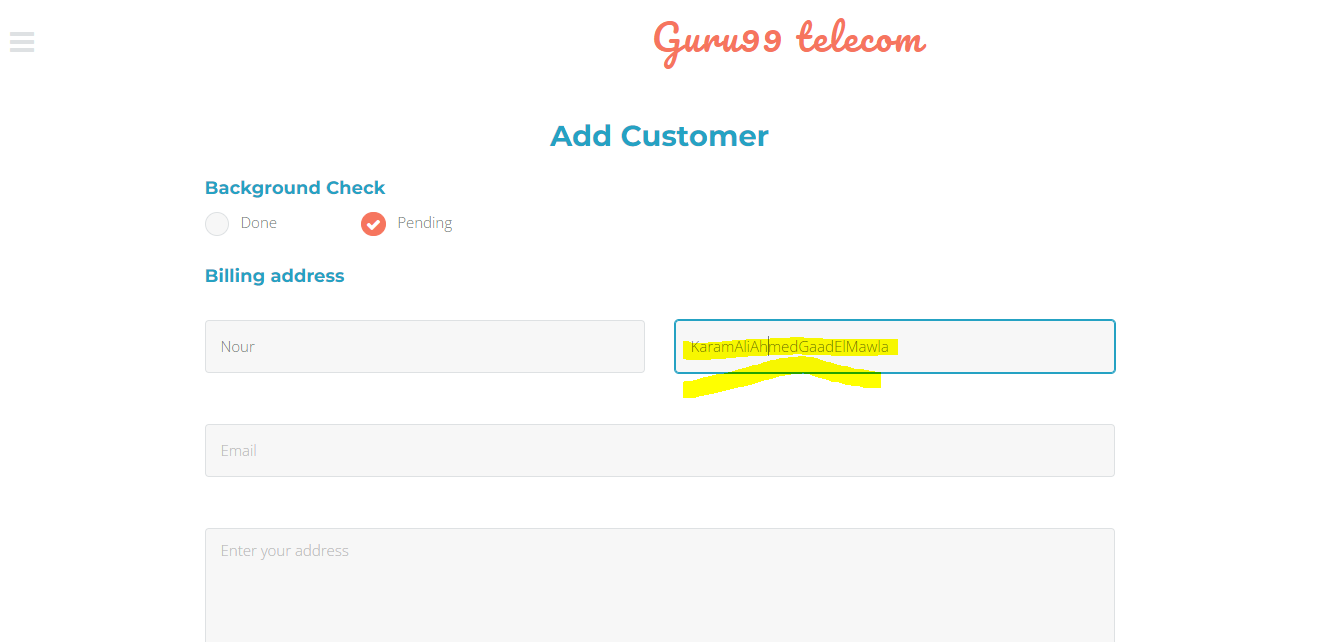 Guru99 telecom
Add Customer
Background Check
Done Pending
Billing address
Nour KaramAliAhmedGaadElMawla
Email
Enter your address